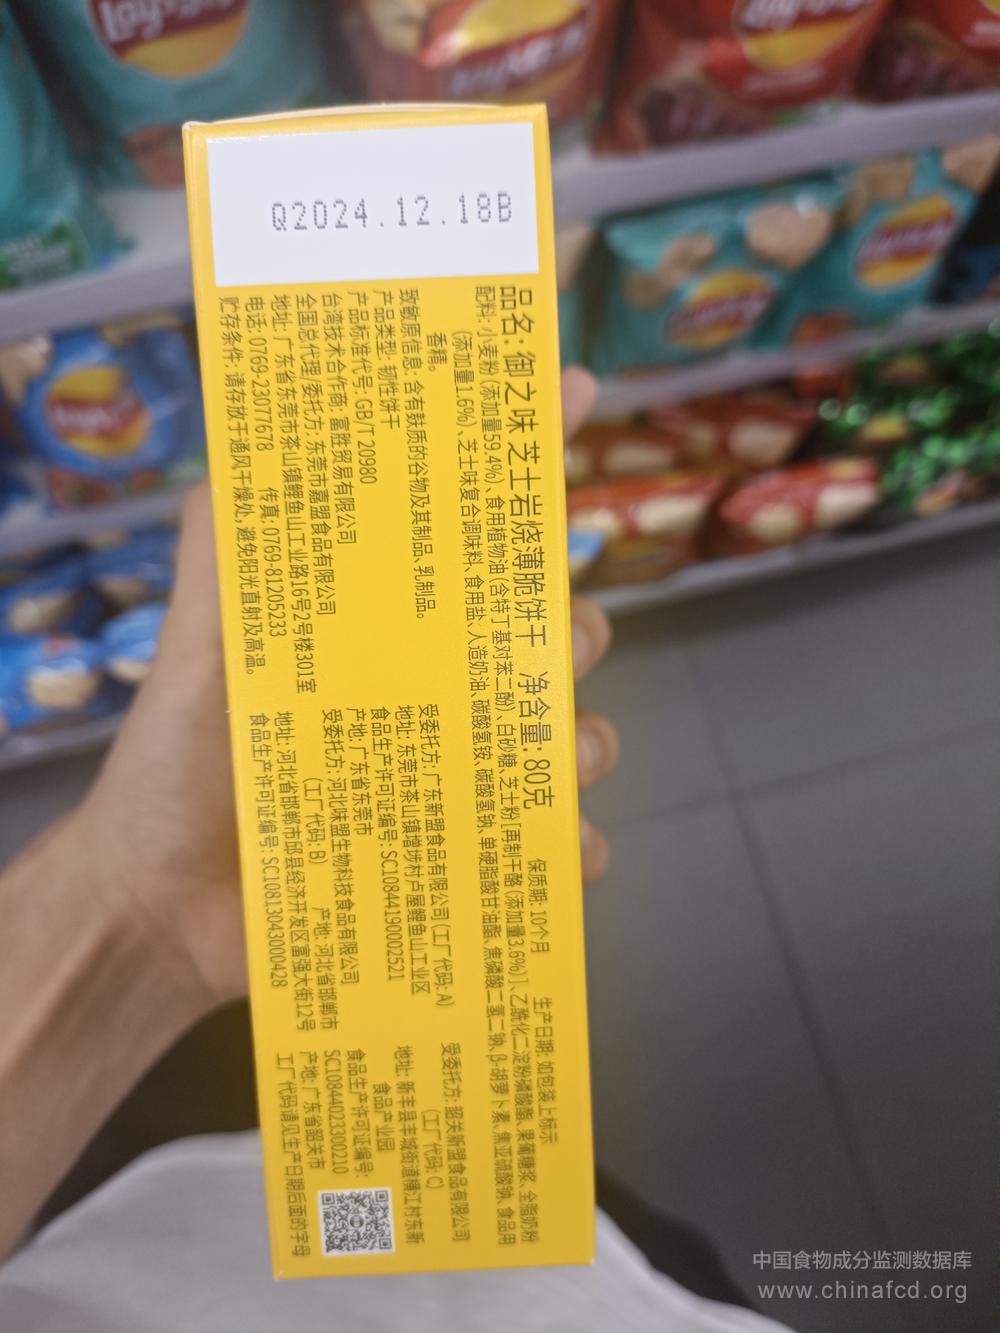 Q2024.12.18B
品名: 御之味 芝士岩烧薄脆饼干 净含量: 80克 保质期: 10个月 生产日期: 如包装上标示
配料: 小麦粉 (添加量59.4%)、食用植物油 (含特丁基对苯二酚)、白砂糖、芝士粉 [再制干酪 (添加量3.6%)]、乙酰化二淀粉磷酸酯、果葡糖浆、全脂奶粉
(添加量1.6%)、芝士味复合调味料、食用盐、人造奶油、碳酸氢铵、碳酸氢钠、单硬脂酸甘油酯、焦磷酸二氢二钠、β-胡萝卜素、焦亚硫酸钠、食品用
香精。
致敏原信息: 含有麸质的谷物及其制品、乳制品。
产品类型: 韧性饼干
产品标准代号: GB/T 20980
台湾技术合作商: 富胜贸易有限公司
全国总代理/委托方: 东莞市嘉盟食品有限公司
地址: 广东省东莞市茶山镇鲤鱼山工业路16号2号楼301室
电话: 0769-23077678 传真: 0769-81205233
贮存条件: 请存放于通风干燥处, 避免阳光直射及高温。
受委托方: 广东新盟食品有限公司(工厂代码: A)
地址: 东莞市茶山镇增埗村卢屋鲤鱼山工业区
食品生产许可证编号: SC10844190002521
产地: 广东省东莞市
受委托方: 河北味盟生物科技食品有限公司
(工厂代码: B) 产地: 河北省邯郸市
地址: 河北省邯郸市邱县经济开发区富强大街12号
食品生产许可证编号: SC10813043000428
受委托方: 韶关新盟食品有限公司
(工厂代码: C)
地址: 新丰县丰城街道横江村东新
食品产业园
食品生产许可证编号:
SC10844023300210
产地: 广东省韶关市
工厂代码请见生产日期后面的字母
Lay's
中国食物成分监测数据库
www.chinafcd.org